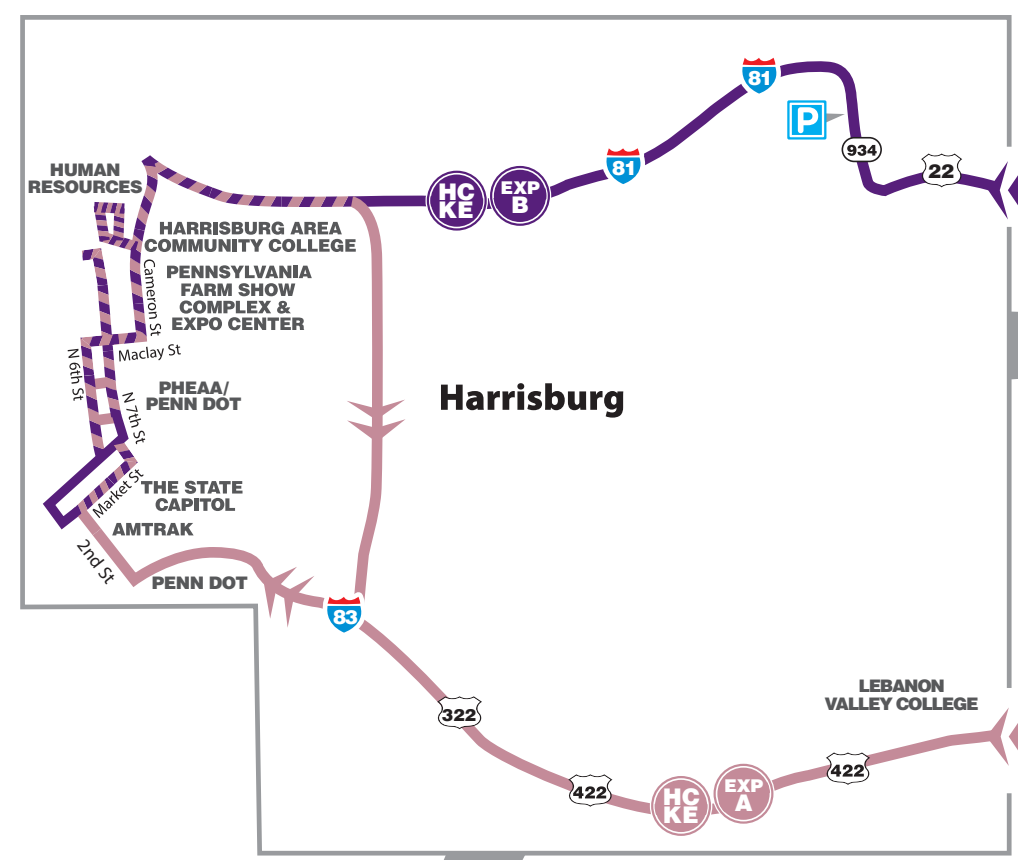 81
P
81
934
22
HUMAN
RESOURCES
HC
KE
EXP
B
HARRISBURG AREA
COMMUNITY COLLEGE
Cameron St
PENNSYLVANIA
FARM SHOW
COMPLEX &
EXPO CENTER
Maclay St
N 6th St
PHEAA/
PENN DOT
N 7th St
Harrisburg
Market St
THE STATE
CAPITOL
AMTRAK
2nd St
PENN DOT
83
LEBANON
VALLEY COLLEGE
322
422
422
HC
KE
EXP
A